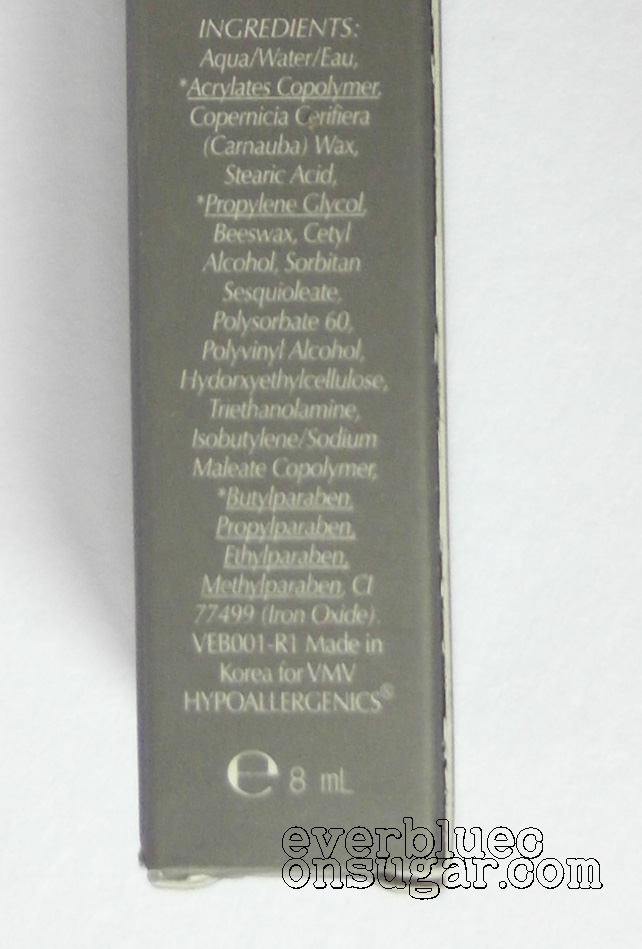 INGREDIENTS:
Aqua/Water/Eau,
*Acrylates Copolymer,
Copernicia Cerifiera
(Carnauba) Wax,
Stearic Acid,
*Propylene Glycol,
Beeswax, Cetyl
Alcohol, Sorbitan
Sesquioleate,
Polysorbate 60,
Polyvinyl Alcohol,
Hydorxyethylcellulose,
Triethanolamine,
Isobutylene/Sodium
Maleate Copolymer,
*Butylparaben,
Propylparaben,
Ethylparaben,
Methylparaben, CI
77499 (Iron Oxide).
VEB001-R1 Made in
Korea for VMV
HYPOALLERGENICS®
℮ 8 mL
everbluec
onsugar.com